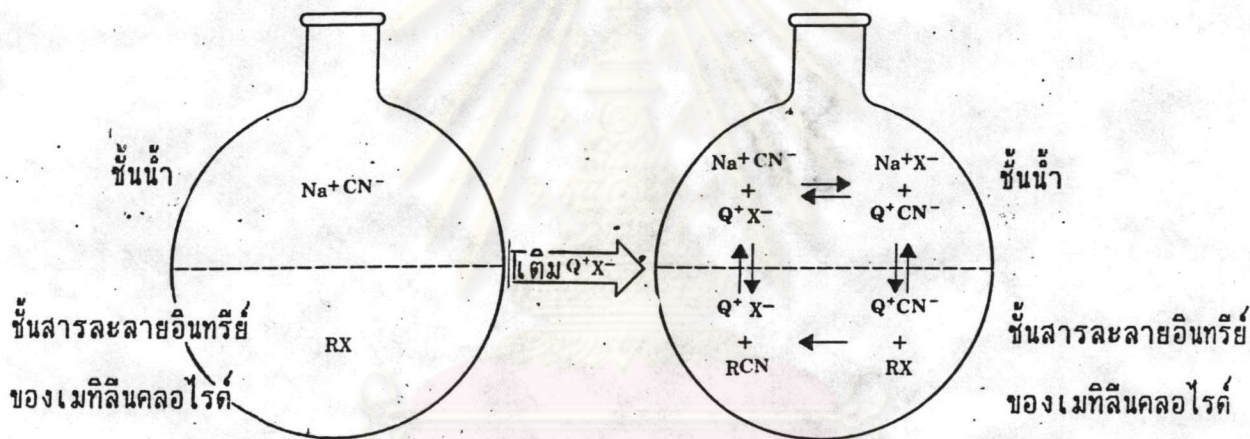 ชั้นน้ำ
Na+CN-
ชั้นสารละลายอินทรีย์
RX
ของเมทิลีนคลอไรด์
เติม Q+X-
Na+CN- Na+X-
+ ⇌ +
Q+X- Q+CN-
ชั้นน้ำ
Q+X- Q+CN-
+ ← +
RCN RX
ชั้นสารละลายอินทรีย์
ของเมทิลีนคลอไรด์